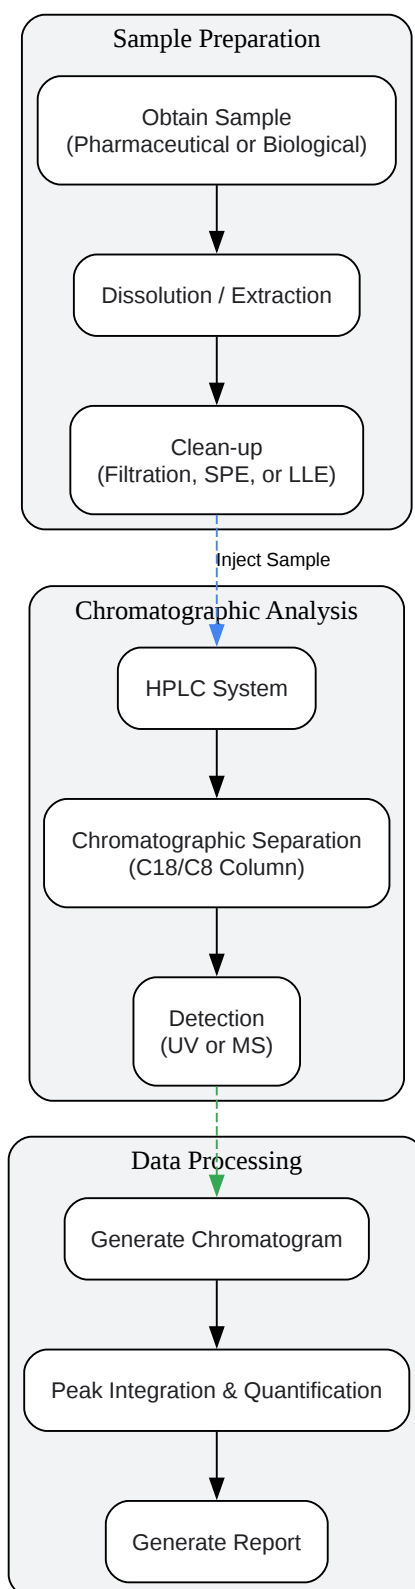 Sample Preparation
Obtain Sample
(Pharmaceutical or Biological)
Dissolution / Extraction
Clean-up
(Filtration, SPE, or LLE)
Inject Sample
Chromatographic Analysis
HPLC System
Chromatographic Separation
(C18/C8 Column)
Detection
(UV or MS)
Data Processing
Generate Chromatogram
Peak Integration & Quantification
Generate Report